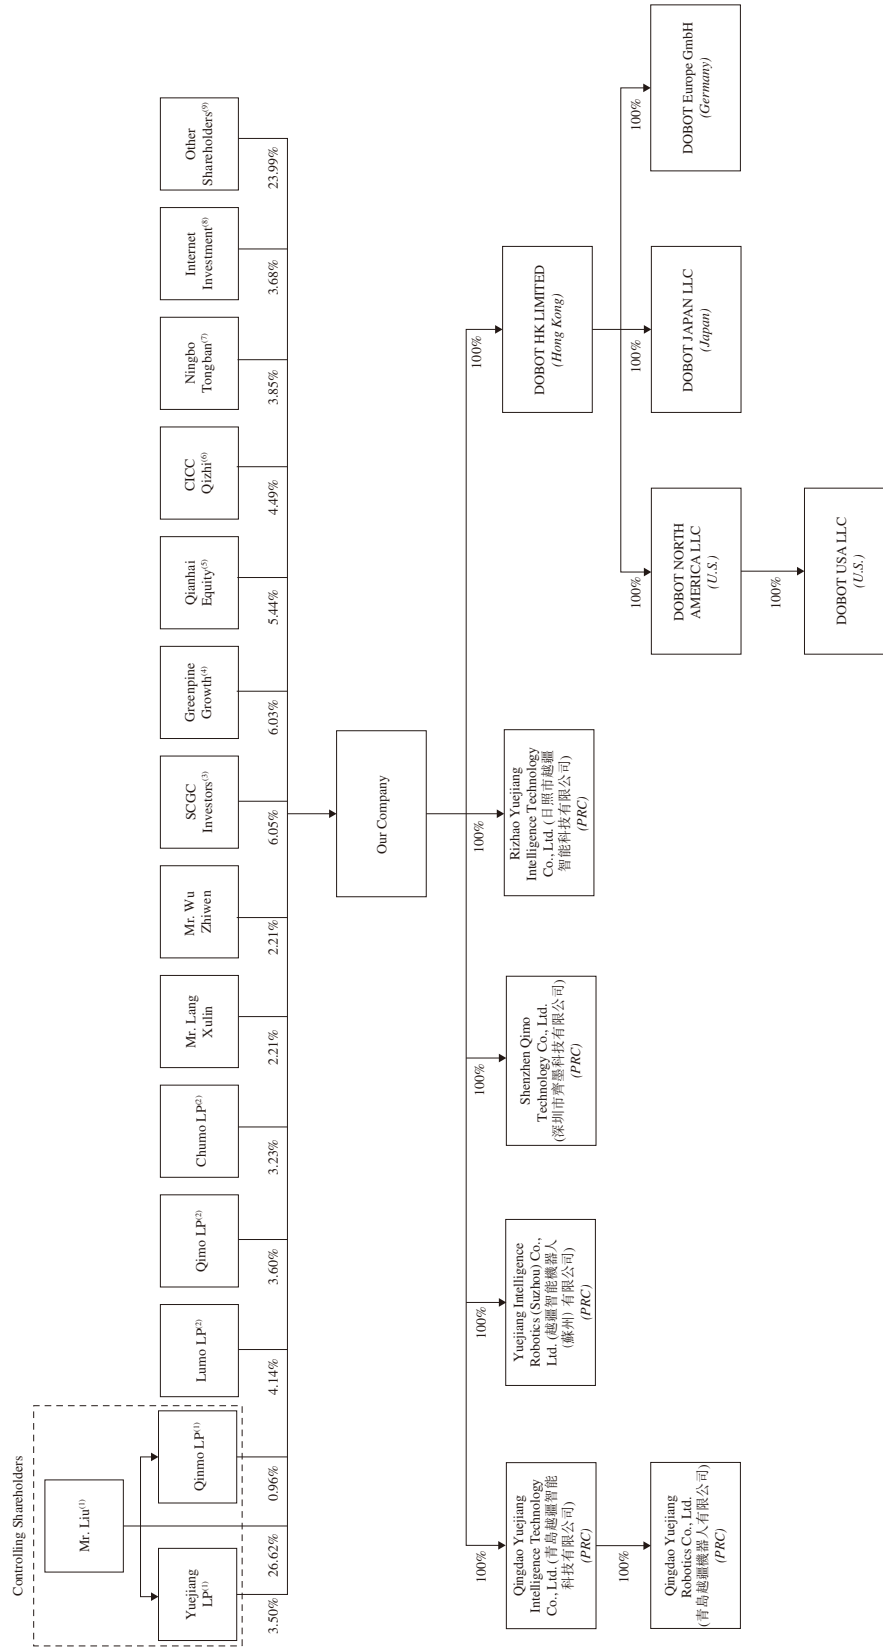 Controlling Shareholders
Mr. Liu(1)
Yuejiang
LP(1)
Qinmo LP(1)
Lumo LP(2)
Qimo LP(2)
Chumo LP(2)
Mr. Lang
Xulin
Mr. Wu
Zhiwen
SCGC
Investors(3)
Greenpine
Growth(4)
Qianhai
Equity(5)
CICC
Qizhi(6)
Ningbo
Tongban(7)
Internet
Investment(8)
Other
Shareholders(9)
3.50%
26.62%
0.96%
4.14%
3.60%
3.23%
2.21%
2.21%
6.05%
6.03%
5.44%
4.49%
3.85%
3.68%
23.99%
Our Company
100%
100%
100%
100%
100%
Qingdao Yuejiang
Intelligence Technology
Co., Ltd. (青島越疆智能
科技有限公司)
(PRC)
Yuejiang Intelligence
Robotics (Suzhou) Co.,
Ltd. (越疆智能機器人
(蘇州) 有限公司)
(PRC)
Shenzhen Qimo
Technology Co., Ltd.
(深圳市齊墨科技有限公司)
(PRC)
Rizhao Yuejiang
Intelligence Technology
Co., Ltd. (日照市越疆
智能科技有限公司)
(PRC)
DOBOT HK LIMITED
(Hong Kong)
100%
100%
100%
100%
Qingdao Yuejiang
Robotics Co., Ltd.
(青島越疆機器人有限公司)
(PRC)
DOBOT NORTH
AMERICA LLC
(U.S.)
DOBOT JAPAN LLC
(Japan)
DOBOT Europe GmbH
(Germany)
100%
DOBOT USA LLC
(U.S.)